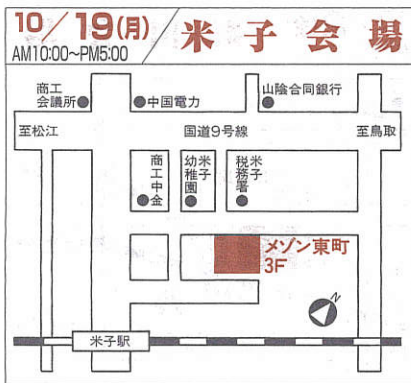 10/19(月)
AM10:00~PM5:00
米子会場
商工
会議所
中国電力
山陰合同銀行
至松江
国道9号線
至鳥取
商工中金
米子
幼稚園
米子
税務署
メゾン東町
3F
N
米子駅